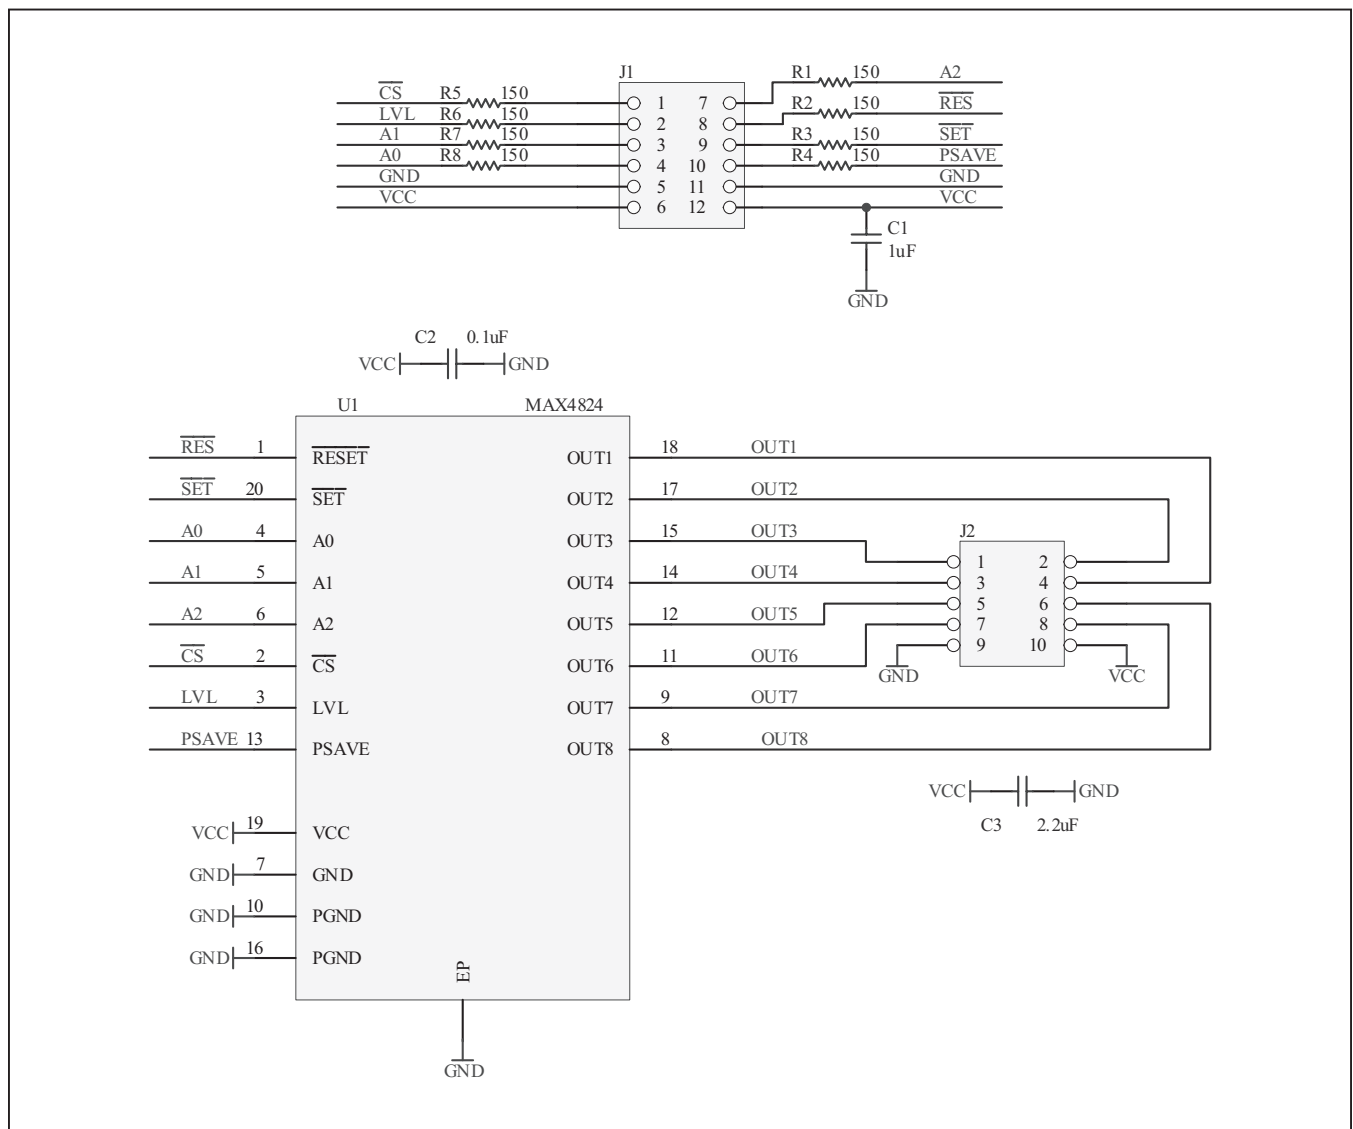 J1
R1 150 A2
CS R5 150 1 7
R2 150 RES
LVL R6 150 2 8
A1 R7 150 3 9 R3 150 SET
A0 R8 150 4 10 R4 150 PSAVE
GND 5 11 GND
VCC 6 12 VCC
C1
1uF
GND
C2 0.1uF
VCC GND
U1 MAX4824
RES 1 RESET OUT1 18 OUT1
SET 20 SET OUT2 17 OUT2
A0 4 A0 OUT3 15 OUT3
J2
1 2
A1 5 A1 OUT4 14 OUT4 3 4
5 6
A2 6 A2 OUT5 12 OUT5 7 8
9 10
CS 2 CS OUT6 11 OUT6 GND VCC
LVL 3 LVL OUT7 9 OUT7
PSAVE 13 PSAVE OUT8 8 OUT8
VCC GND
C3 2.2uF
VCC 19 VCC
GND 7 GND
GND 10 PGND
GND 16 PGND
EP
GND